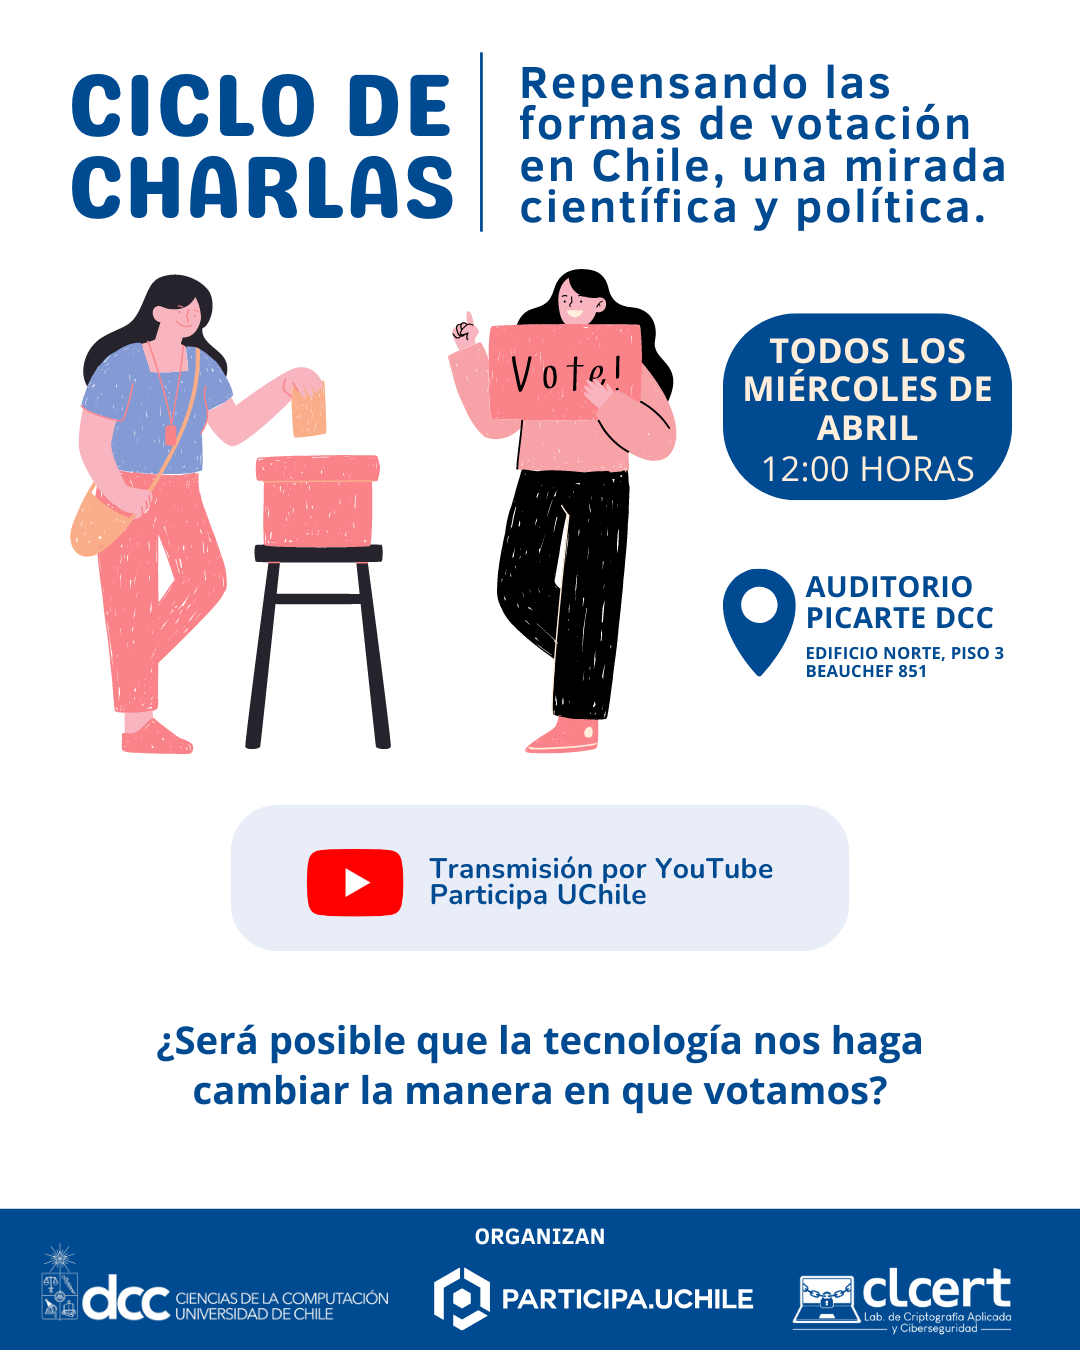 CICLO DE
CHARLAS
Repensando las
formas de votación
en Chile, una mirada
científica y política.
Vote!
TODOS LOS
MIÉRCOLES DE
ABRIL
12:00 HORAS
AUDITORIO
PICARTE DCC
EDIFICIO NORTE, PISO 3
BEAUCHEF 851
Transmisión por YouTube
Participa UChile
¿Será posible que la tecnología nos haga
cambiar la manera en que votamos?
ORGANIZAN
dcc
CIENCIAS DE LA COMPUTACIÓN
UNIVERSIDAD DE CHILE
PARTICIPA.UCHILE
clcert
Lab. de Criptografía Aplicada
y Ciberseguridad